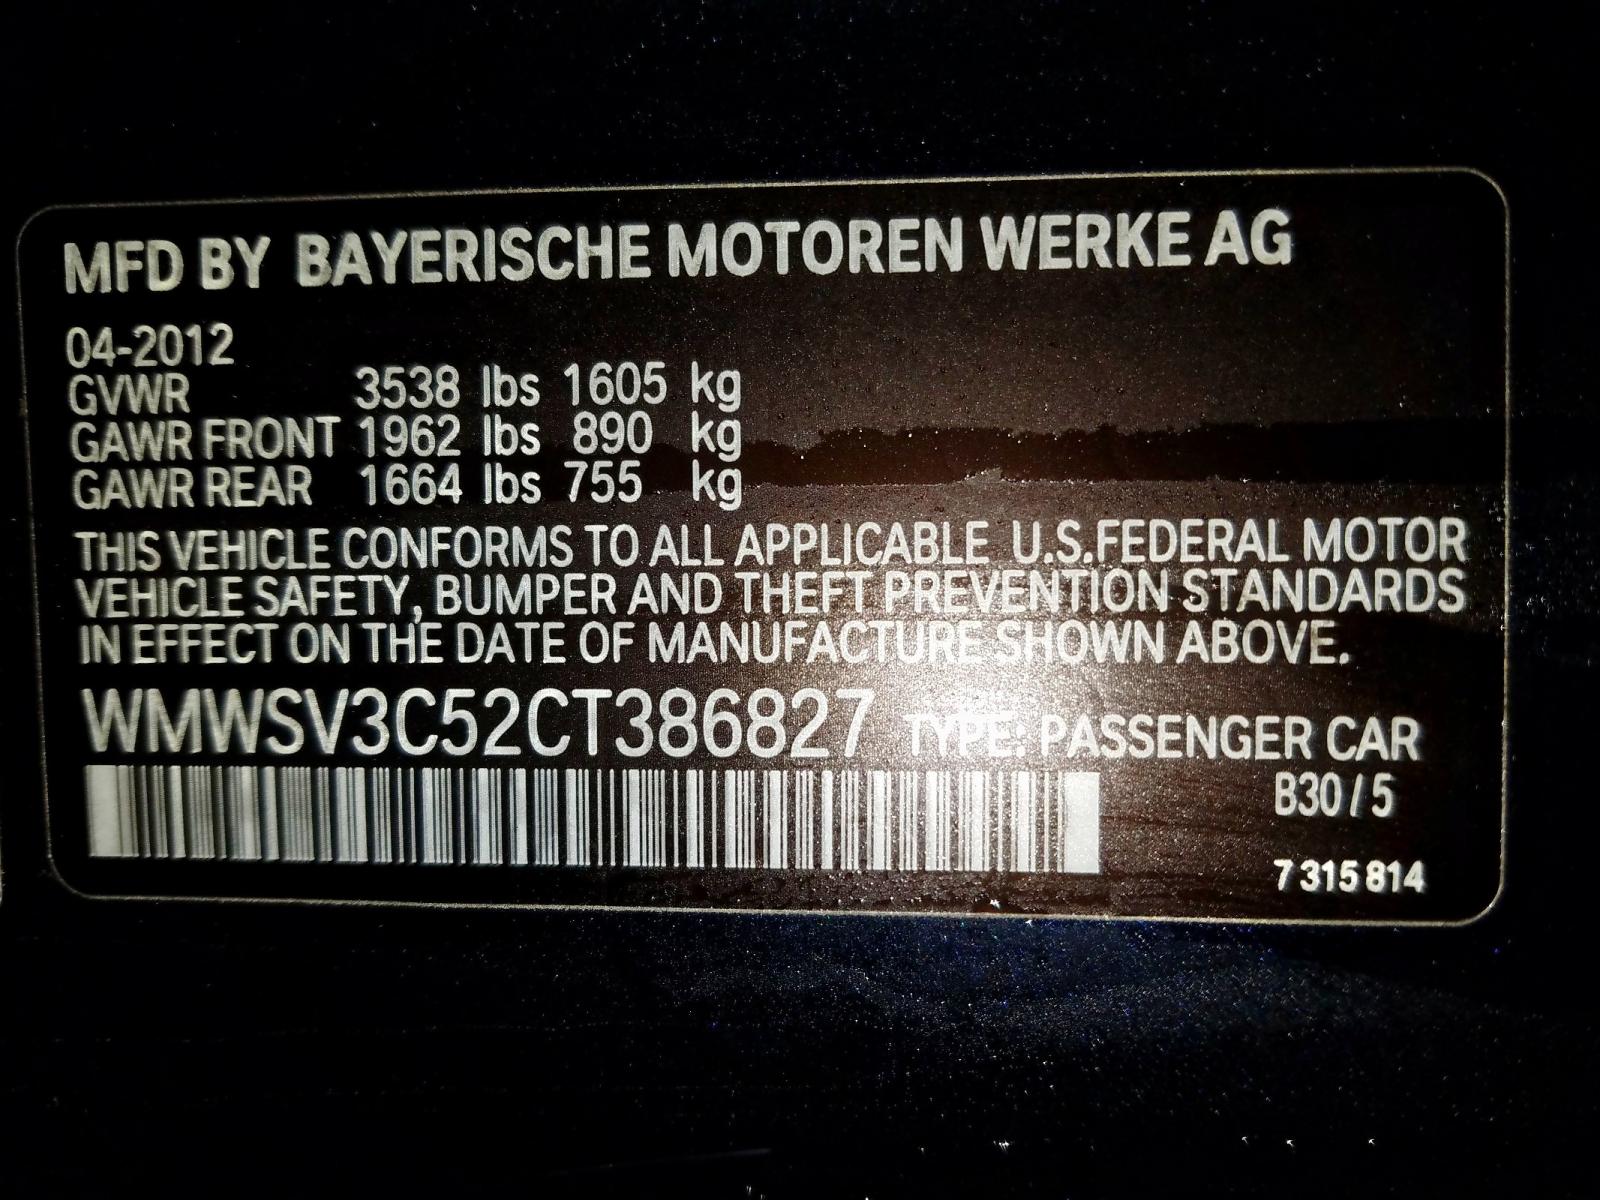 MFD BY BAYERISCHE MOTOREN WERKE AG
04-2012
GVWR 3538 lbs 1605 kg
GAWR FRONT 1962 lbs 890 kg
GAWR REAR 1664 lbs 755 kg
THIS VEHICLE CONFORMS TO ALL APPLICABLE U.S.FEDERAL MOTOR
VEHICLE SAFETY, BUMPER AND THEFT PREVENTION STANDARDS
IN EFFECT ON THE DATE OF MANUFACTURE SHOWN ABOVE.
WMWSV3C52CT386827 TYPE: PASSENGER CAR
B30/5
7 315 814